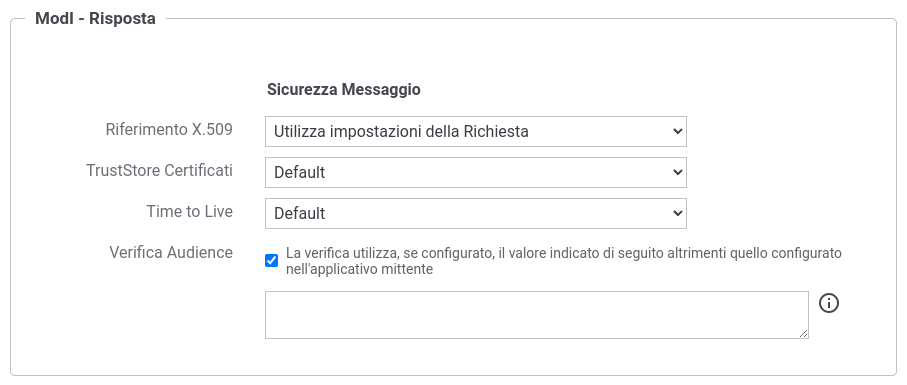 ModI - Risposta
Sicurezza Messaggio
Riferimento X.509
Utilizza impostazioni della Richiesta
TrustStore Certificati
Default
Time to Live
Default
Verifica Audience
La verifica utilizza, se configurato, il valore indicato di seguito altrimenti quello configurato
nell'applicativo mittente